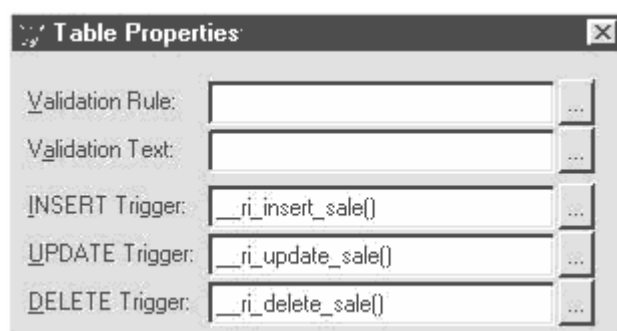 Table Properties
Validation Rule: ...
Validation Text: ...
INSERT Trigger: __ri_insert_sale() ...
UPDATE Trigger: __ri_update_sale() ...
DELETE Trigger: __ri_delete_sale() ...